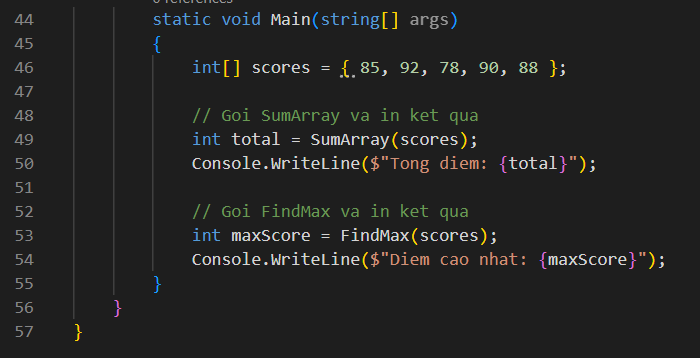 0 references
44 static void Main(string[] args)
45 {
46 int[] scores = { 85, 92, 78, 90, 88 };
47
48 // Goi SumArray va in ket qua
49 int total = SumArray(scores);
50 Console.WriteLine($"Tong diem: {total}");
51
52 // Goi FindMax va in ket qua
53 int maxScore = FindMax(scores);
54 Console.WriteLine($"Diem cao nhat: {maxScore}");
55 }
56 }
57 }